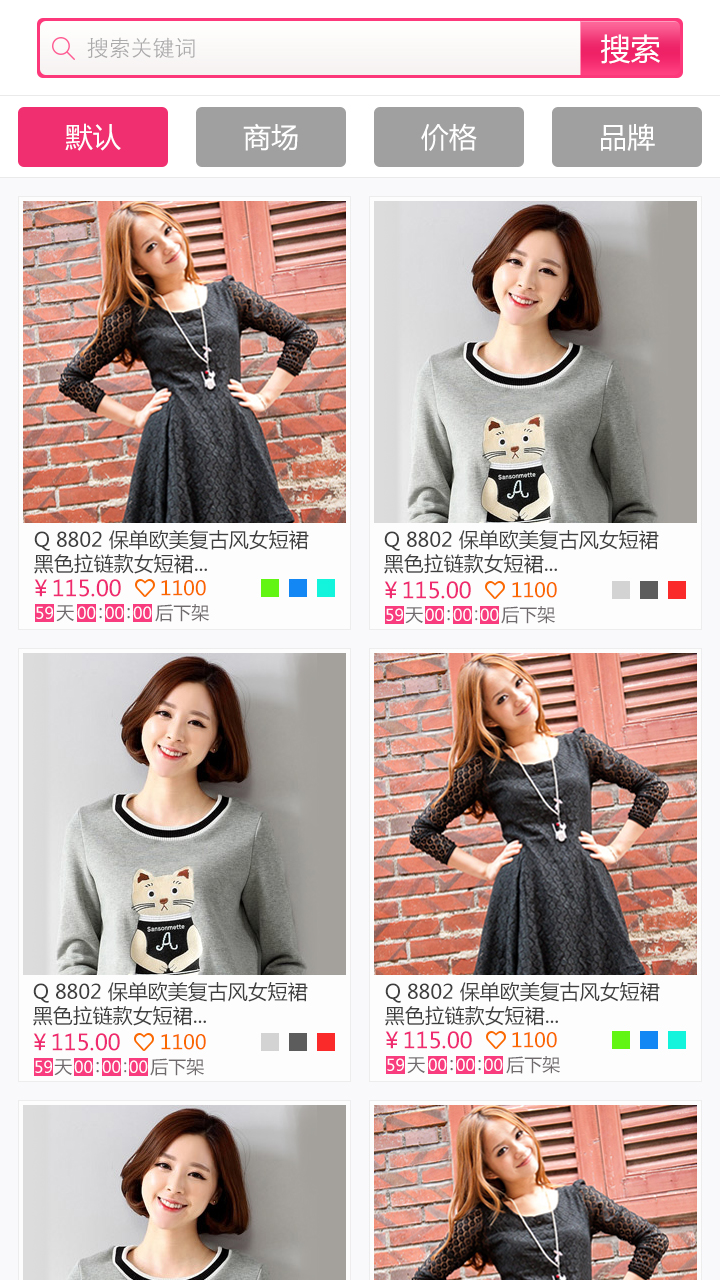 搜索关键词
搜索
默认
商场
价格
品牌
Sansonmette
A
Q 8802 保单欧美复古风女短裙
黑色拉链款女短裙...
¥ 115.00 1100
59天00:00:00后下架
Q 8802 保单欧美复古风女短裙
黑色拉链款女短裙...
¥ 115.00 1100
59天00:00:00后下架
Sansonmette
A
Q 8802 保单欧美复古风女短裙
黑色拉链款女短裙...
¥ 115.00 1100
59天00:00:00后下架
Q 8802 保单欧美复古风女短裙
黑色拉链款女短裙...
¥ 115.00 1100
59天00:00:00后下架